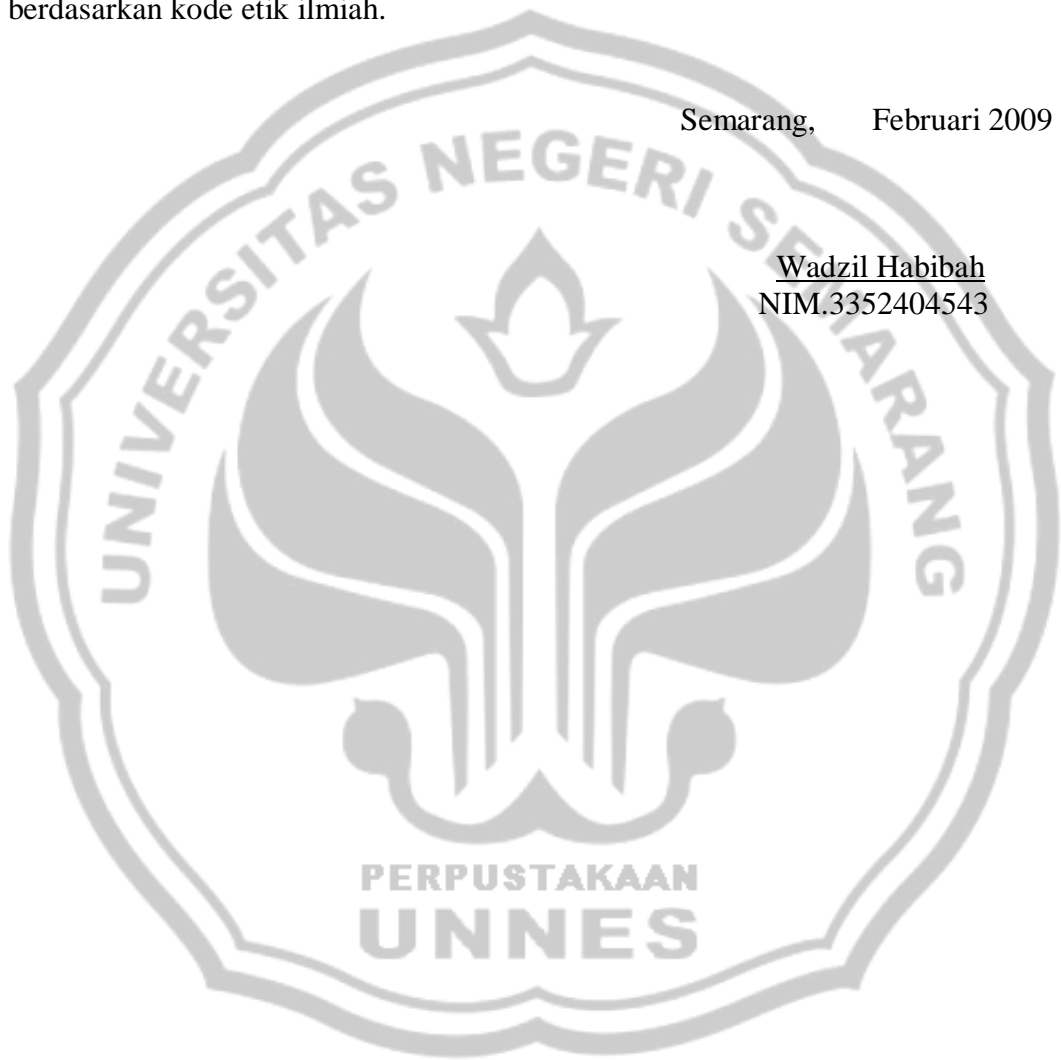 berdasarkan kode etik ilmiah.
Semarang, Februari 2009
Wadzil Habibah
NIM.3352404543
UNIVERSITAS NEGERI SEMARANG
PERPUSTAKAAN
UNNES